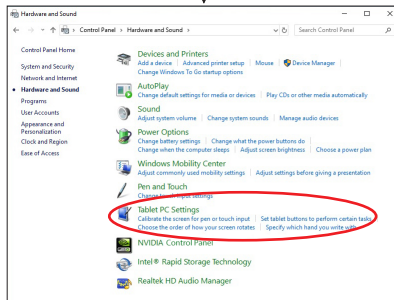 Hardware and Sound
Control Panel > Hardware and Sound >
Search Control Panel
Control Panel Home
System and Security
Network and Internet
Hardware and Sound
Programs
User Accounts
Appearance and
Personalization
Clock and Region
Ease of Access
Devices and Printers
Add a device | Advanced printer setup | Mouse | Device Manager |
Change Windows To Go startup options
AutoPlay
Change default settings for media or devices | Play CDs or other media automatically
Sound
Adjust system volume | Change system sounds | Manage audio devices
Power Options
Change battery settings | Change what the power buttons do |
Change when the computer sleeps | Adjust screen brightness | Choose a power plan
Windows Mobility Center
Adjust commonly used mobility settings | Adjust settings before giving a presentation
Pen and Touch
Change touch input settings
Tablet PC Settings
Calibrate the screen for pen or touch input | Set tablet buttons to perform certain tasks
Choose the order of how your screen rotates | Specify which hand you write with
NVIDIA Control Panel
Intel® Rapid Storage Technology
Realtek HD Audio Manager